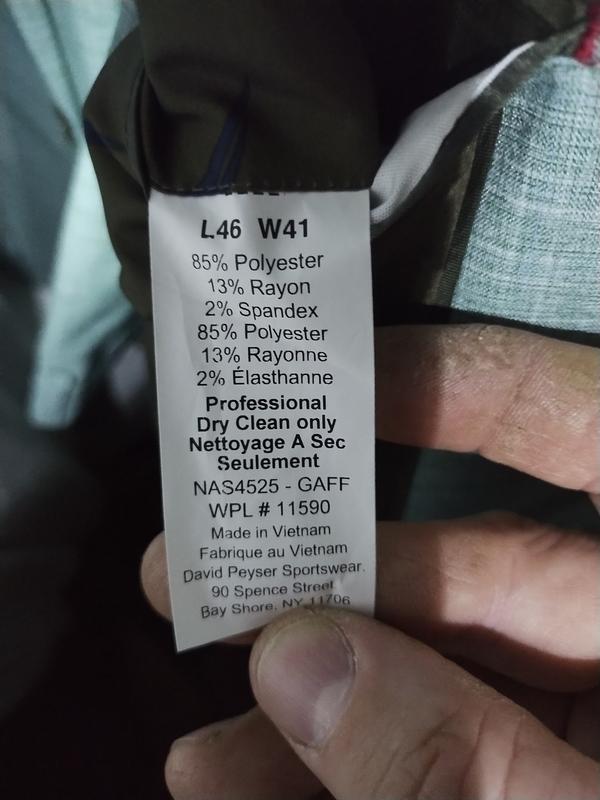 L46 W41
85% Polyester
13% Rayon
2% Spandex
85% Polyester
13% Rayonne
2% Élasthanne
Professional
Dry Clean only
Nettoyage A Sec
Seulement
NAS4525 - GAFF
WPL # 11590
Made in Vietnam
Fabrique au Vietnam
David Peyser Sportswear.
90 Spence Street
Bay Shore, NY 11706